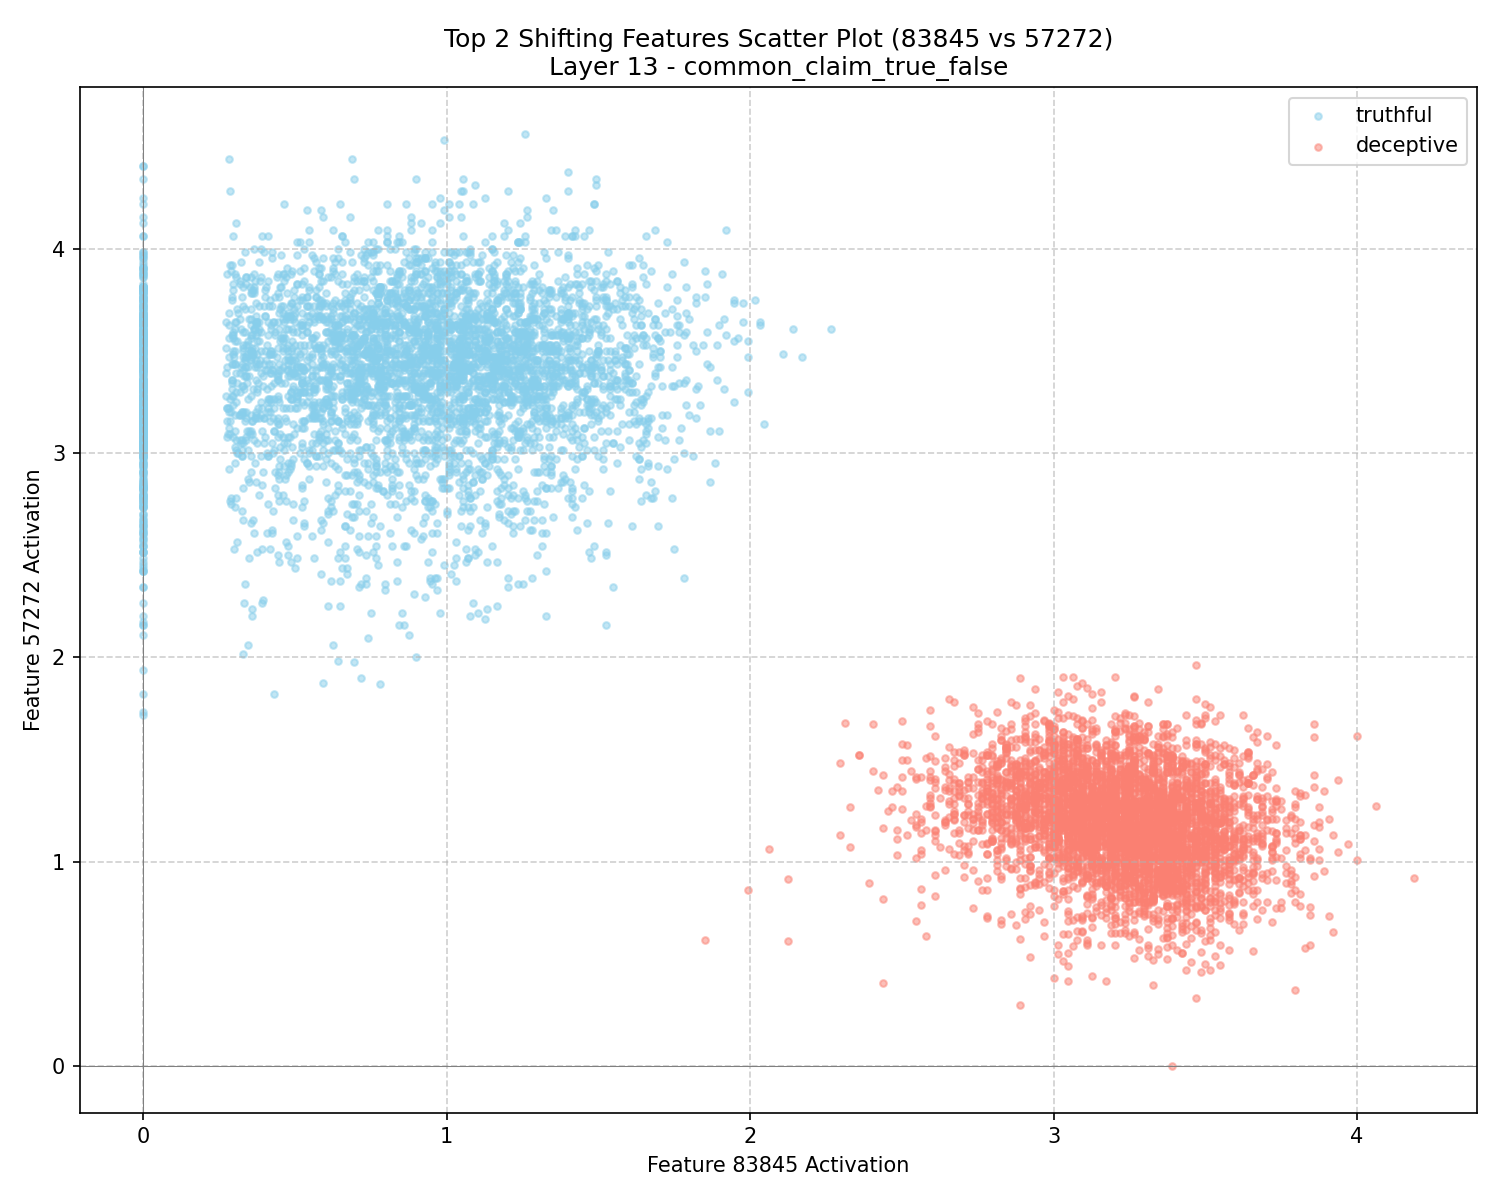 Top 2 Shifting Features Scatter Plot (83845 vs 57272)
Layer 13 - common_claim_true_false
truthful
deceptive
Feature 57272 Activation
4
3
2
1
0
0
1
2
3
4
Feature 83845 Activation